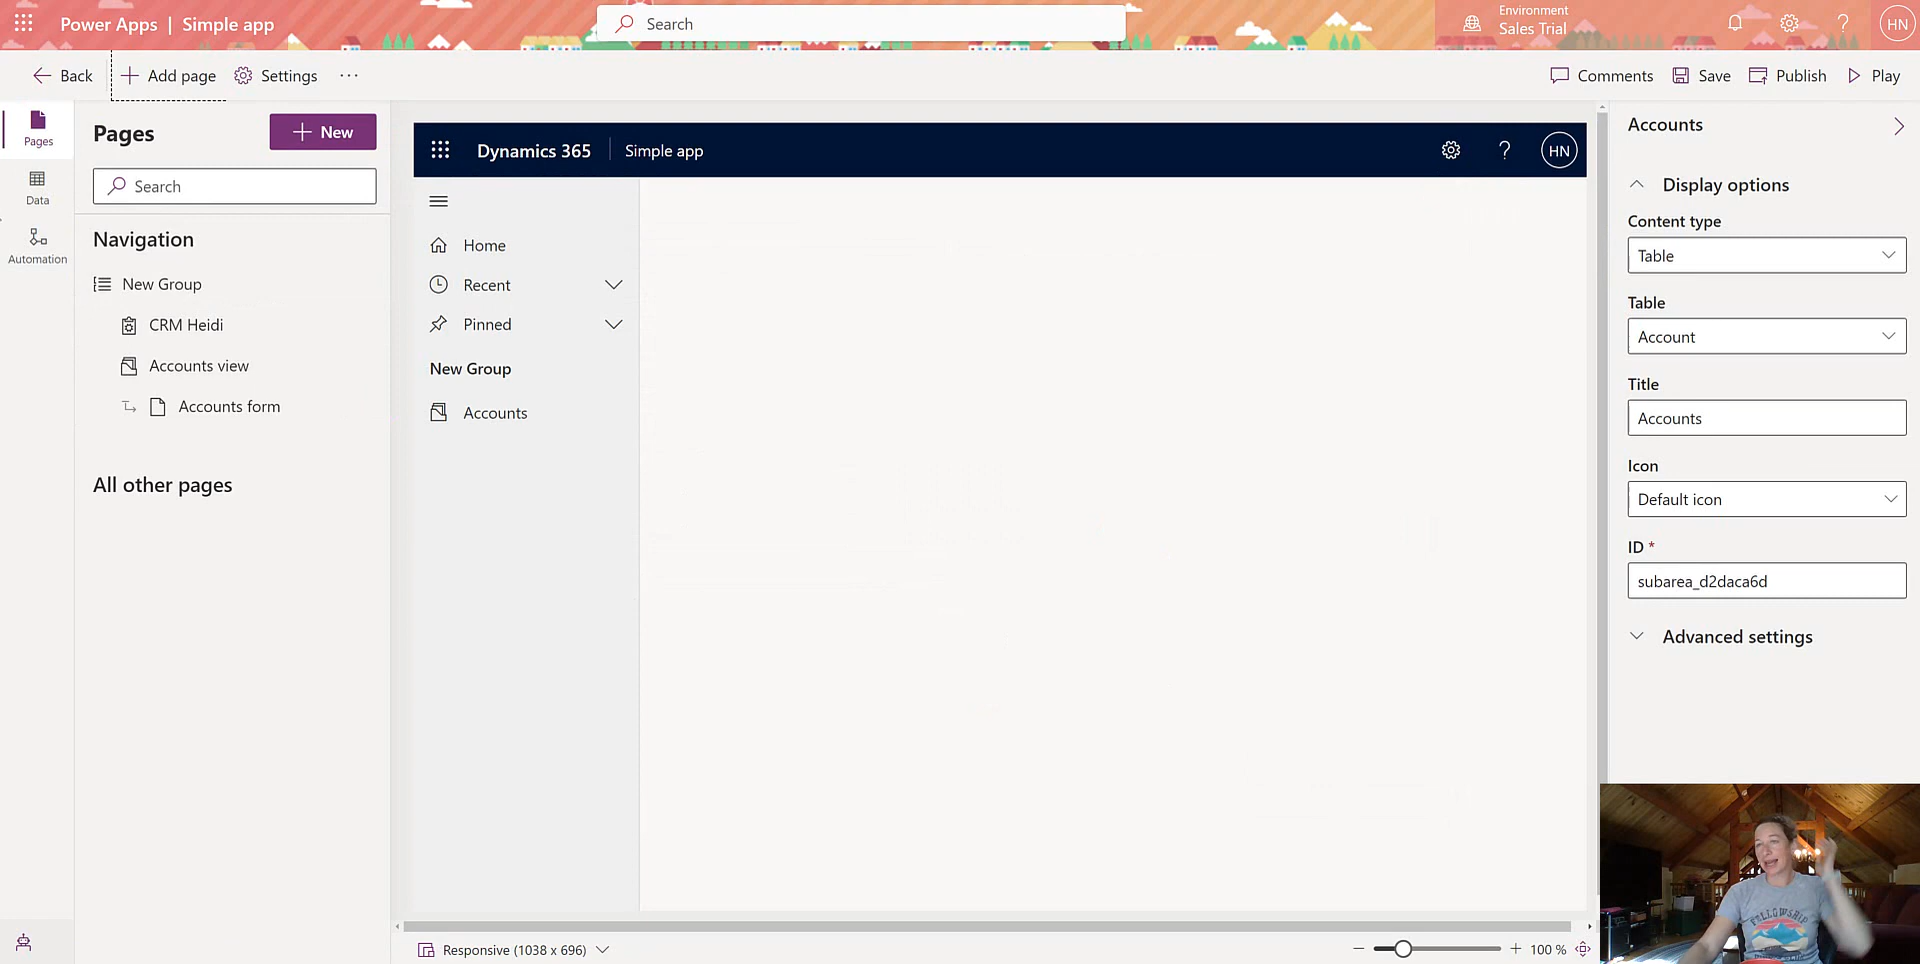 Power Apps | Simple app
Search
Environment
Sales Trial
HN
Back
Add page
Settings
...
Comments
Save
Publish
Play
Pages
Data
Automation
Pages
New
Search
Navigation
New Group
CRM Heidi
Accounts view
Accounts form
All other pages
Dynamics 365
Simple app
HN
Home
Recent
Pinned
New Group
Accounts
Responsive (1038 x 696)
100 %
Accounts
Display options
Content type
Table
Table
Account
Title
Accounts
Icon
Default icon
ID *
subarea_d2daca6d
Advanced settings
FELLOWSHIP